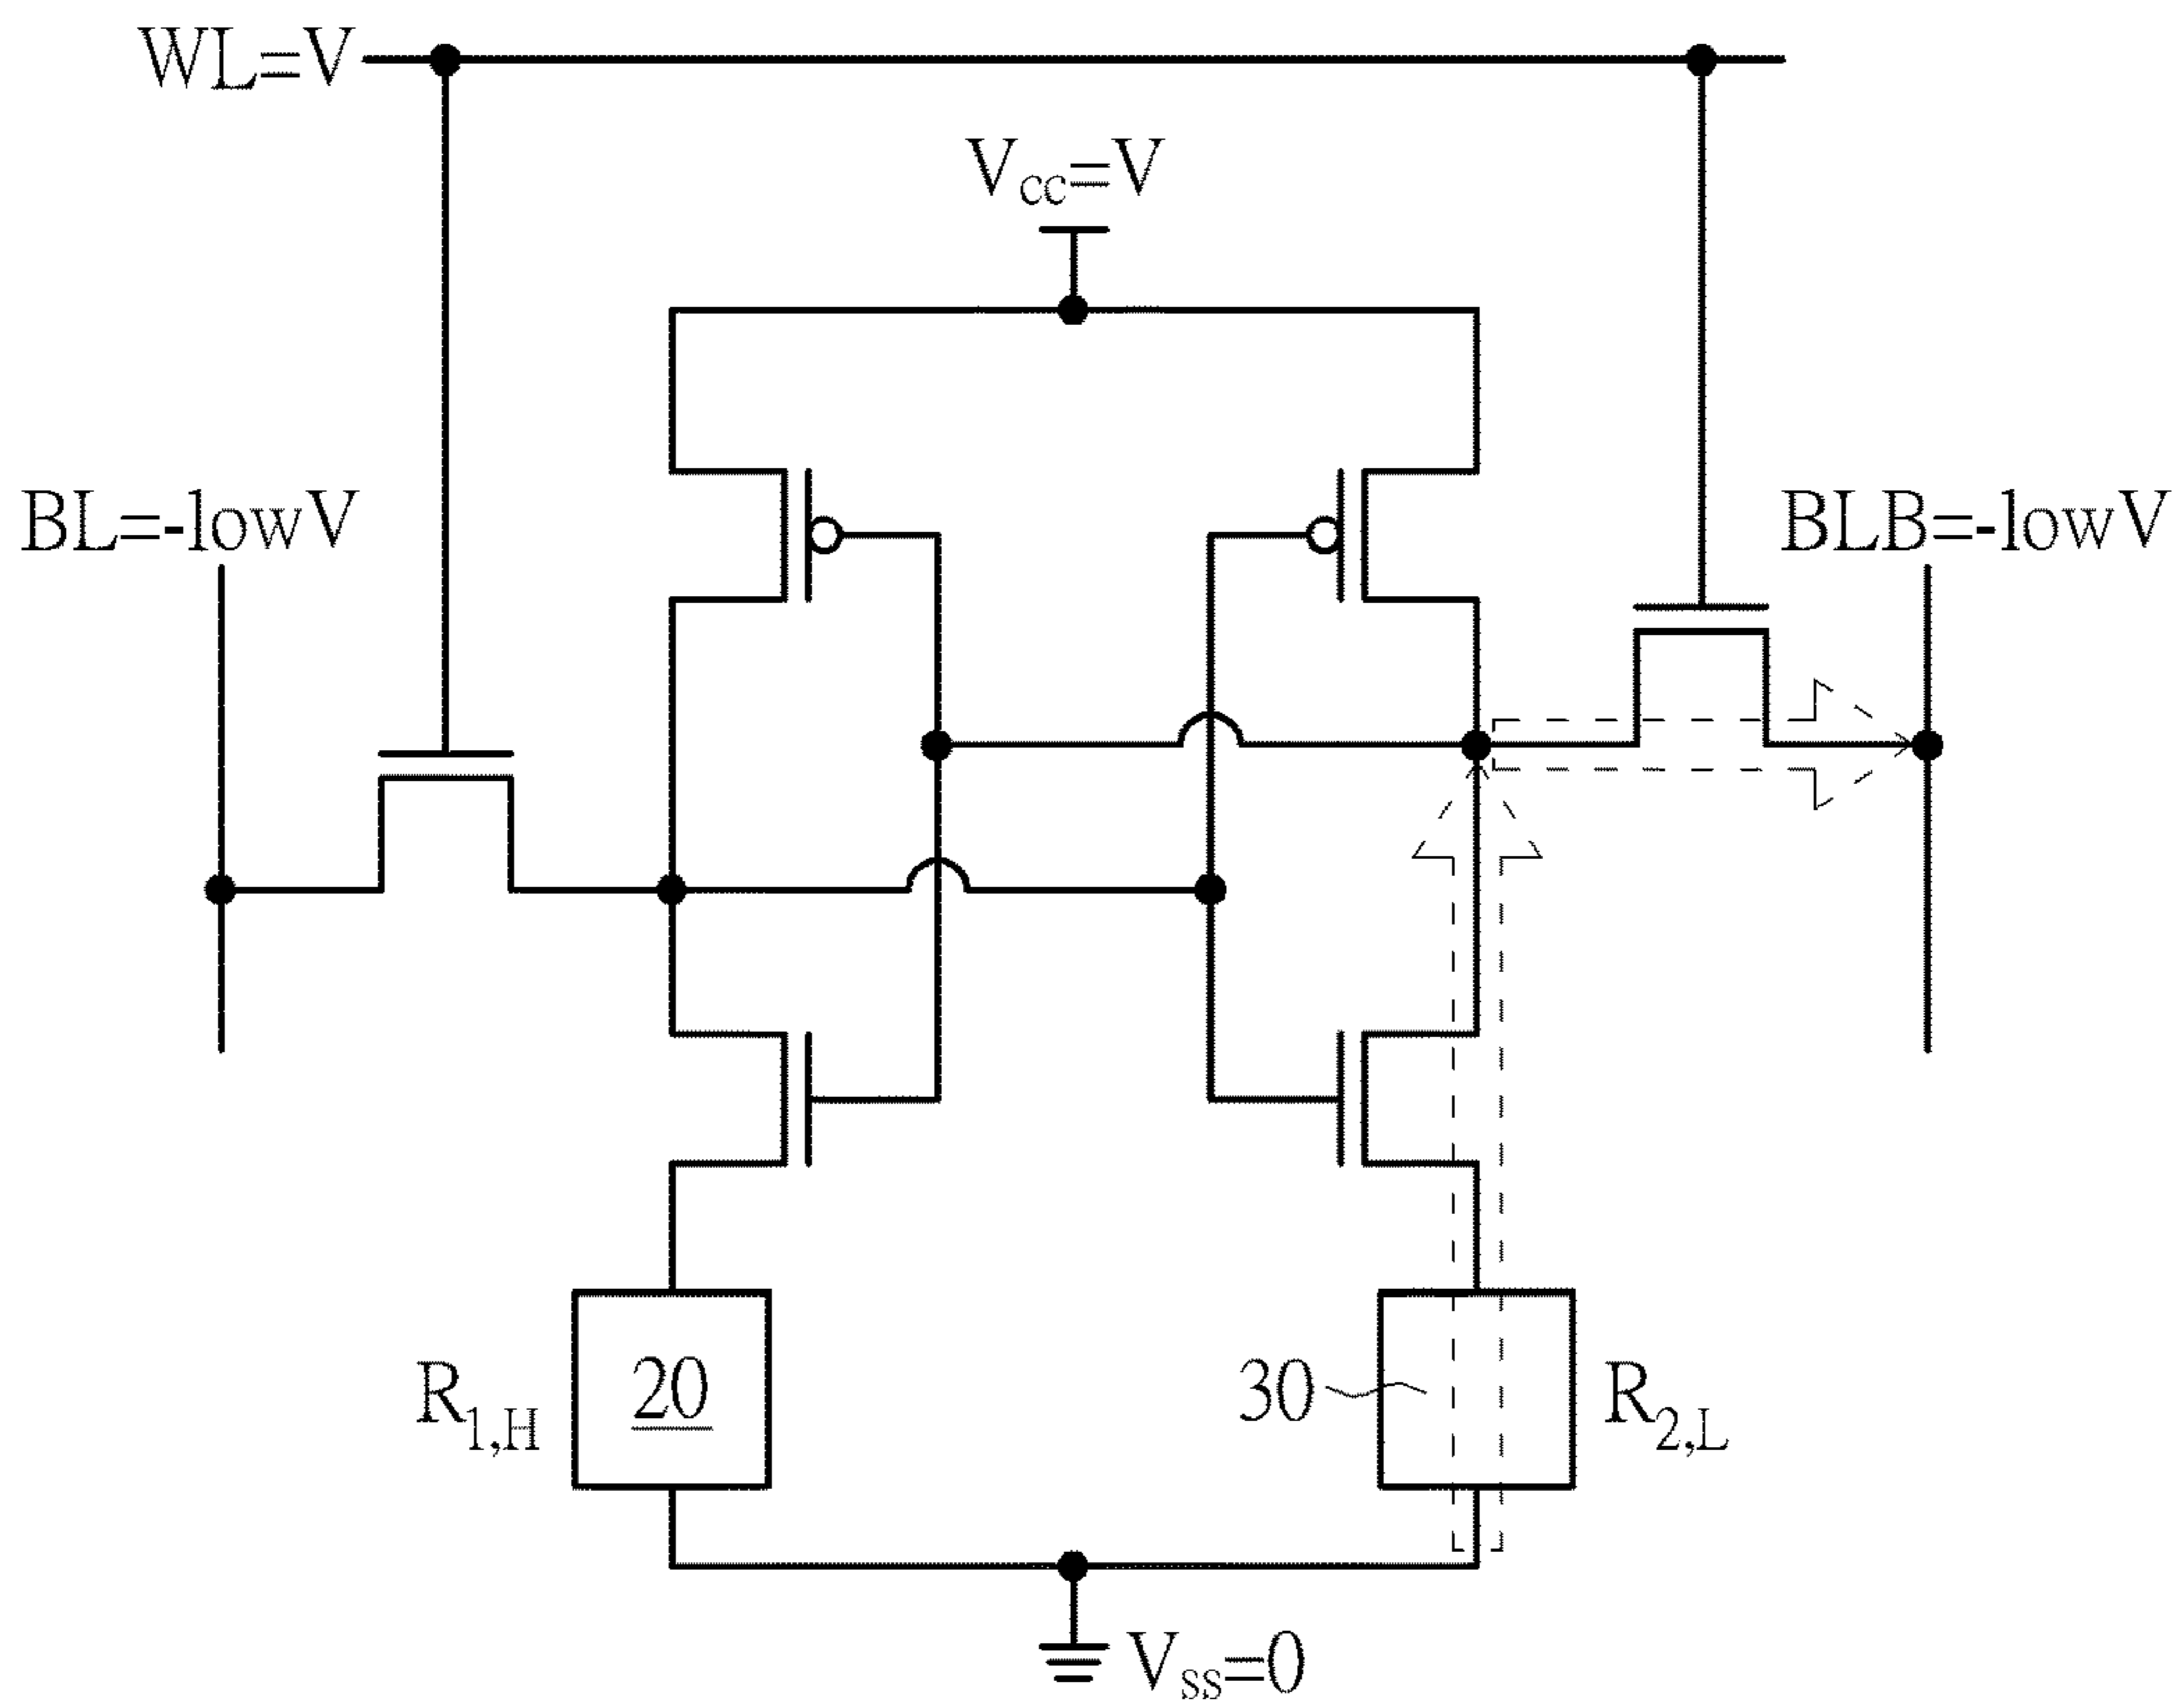 WL=V
Vcc=V
BL=-lowV
BLB=-lowV
R1,H
20
30
R2,L
Vss=0